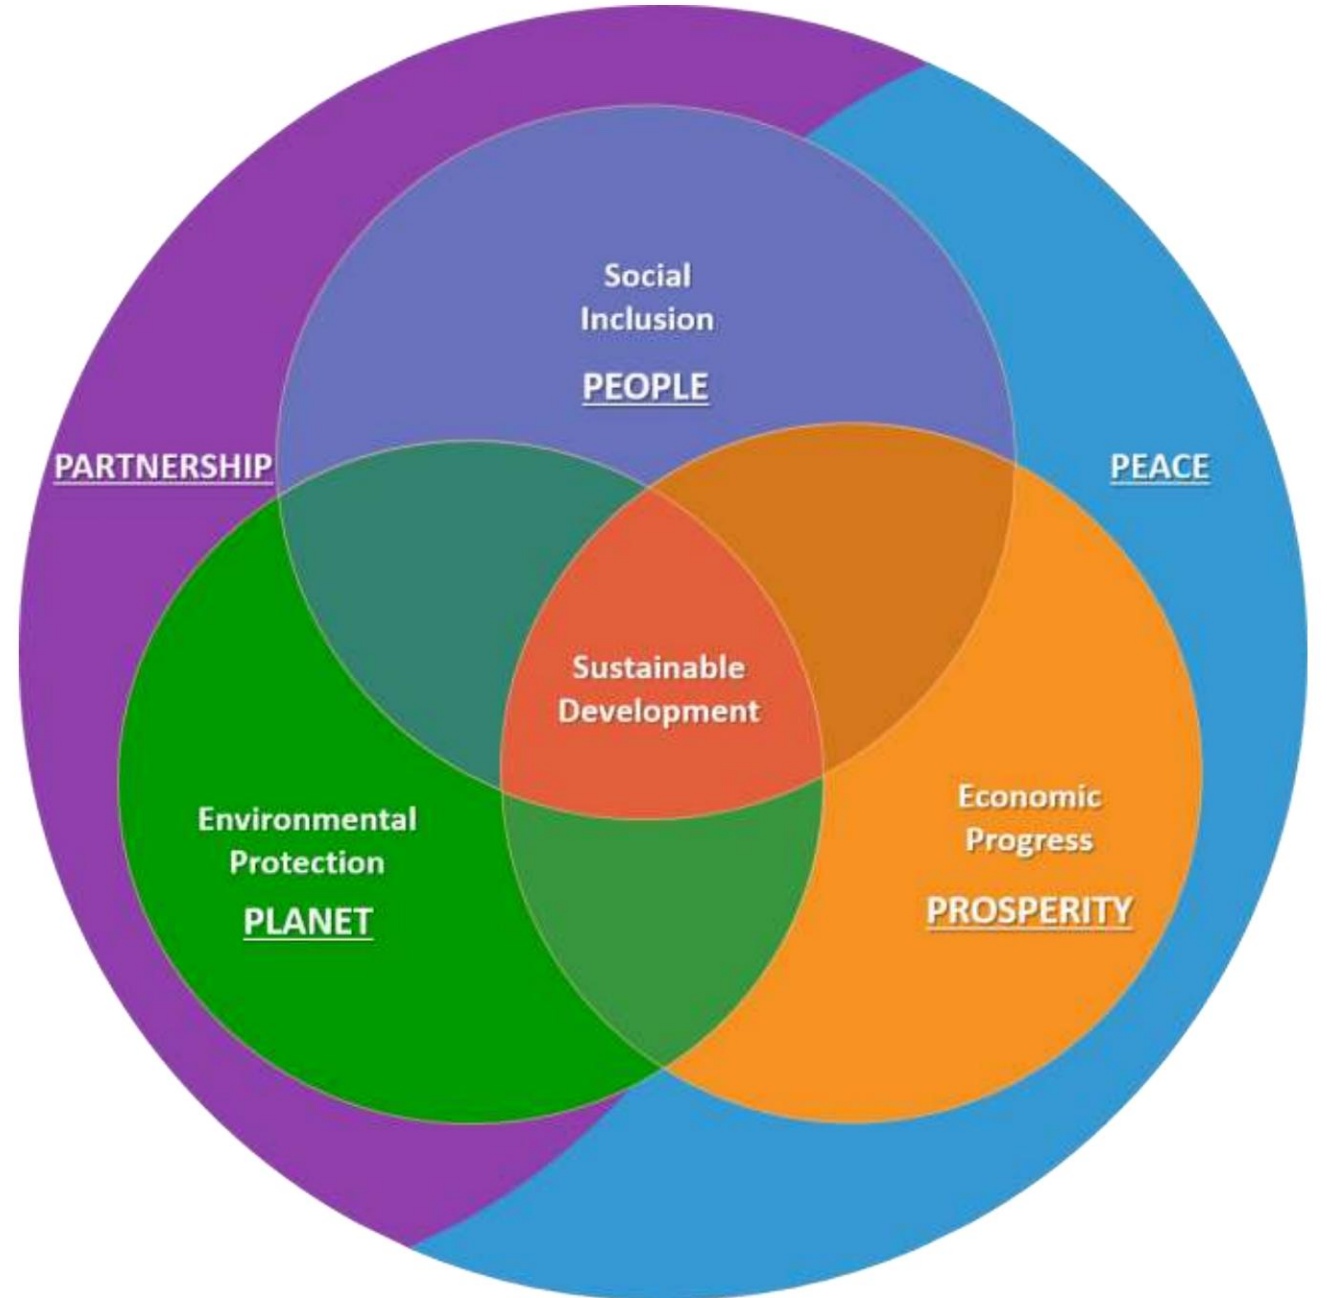 Social
Inclusion
PEOPLE
PARTNERSHIP
PEACE
Sustainable
Development
Environmental
Protection
PLANET
Economic
Progress
PROSPERITY